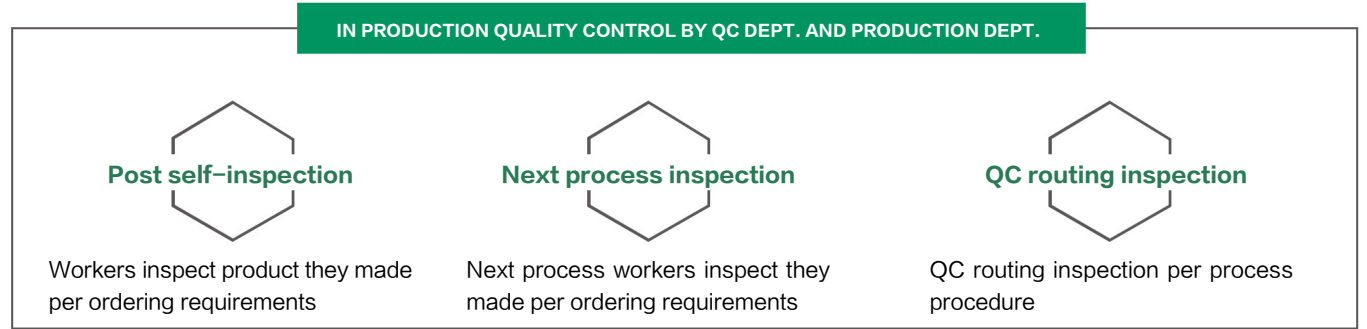 IN PRODUCTION QUALITY CONTROL BY QC DEPT. AND PRODUCTION DEPT.
Post self-inspection
Workers inspect product they made
per ordering requirements
Next process inspection
Next process workers inspect they
made per ordering requirements
QC routing inspection
QC routing inspection per process
procedure